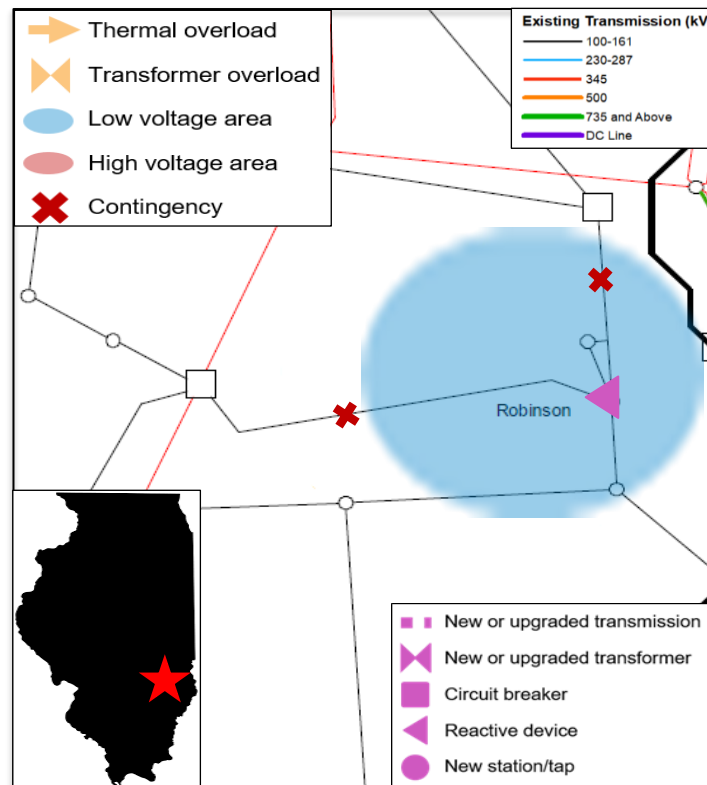 Thermal overload
Transformer overload
Low voltage area
High voltage area
Contingency
Existing Transmission (kV
100-161
230-287
345
500
735 and Above
DC Line
Robinson
New or upgraded transmission
New or upgraded transformer
Circuit breaker
Reactive device
New station/tap